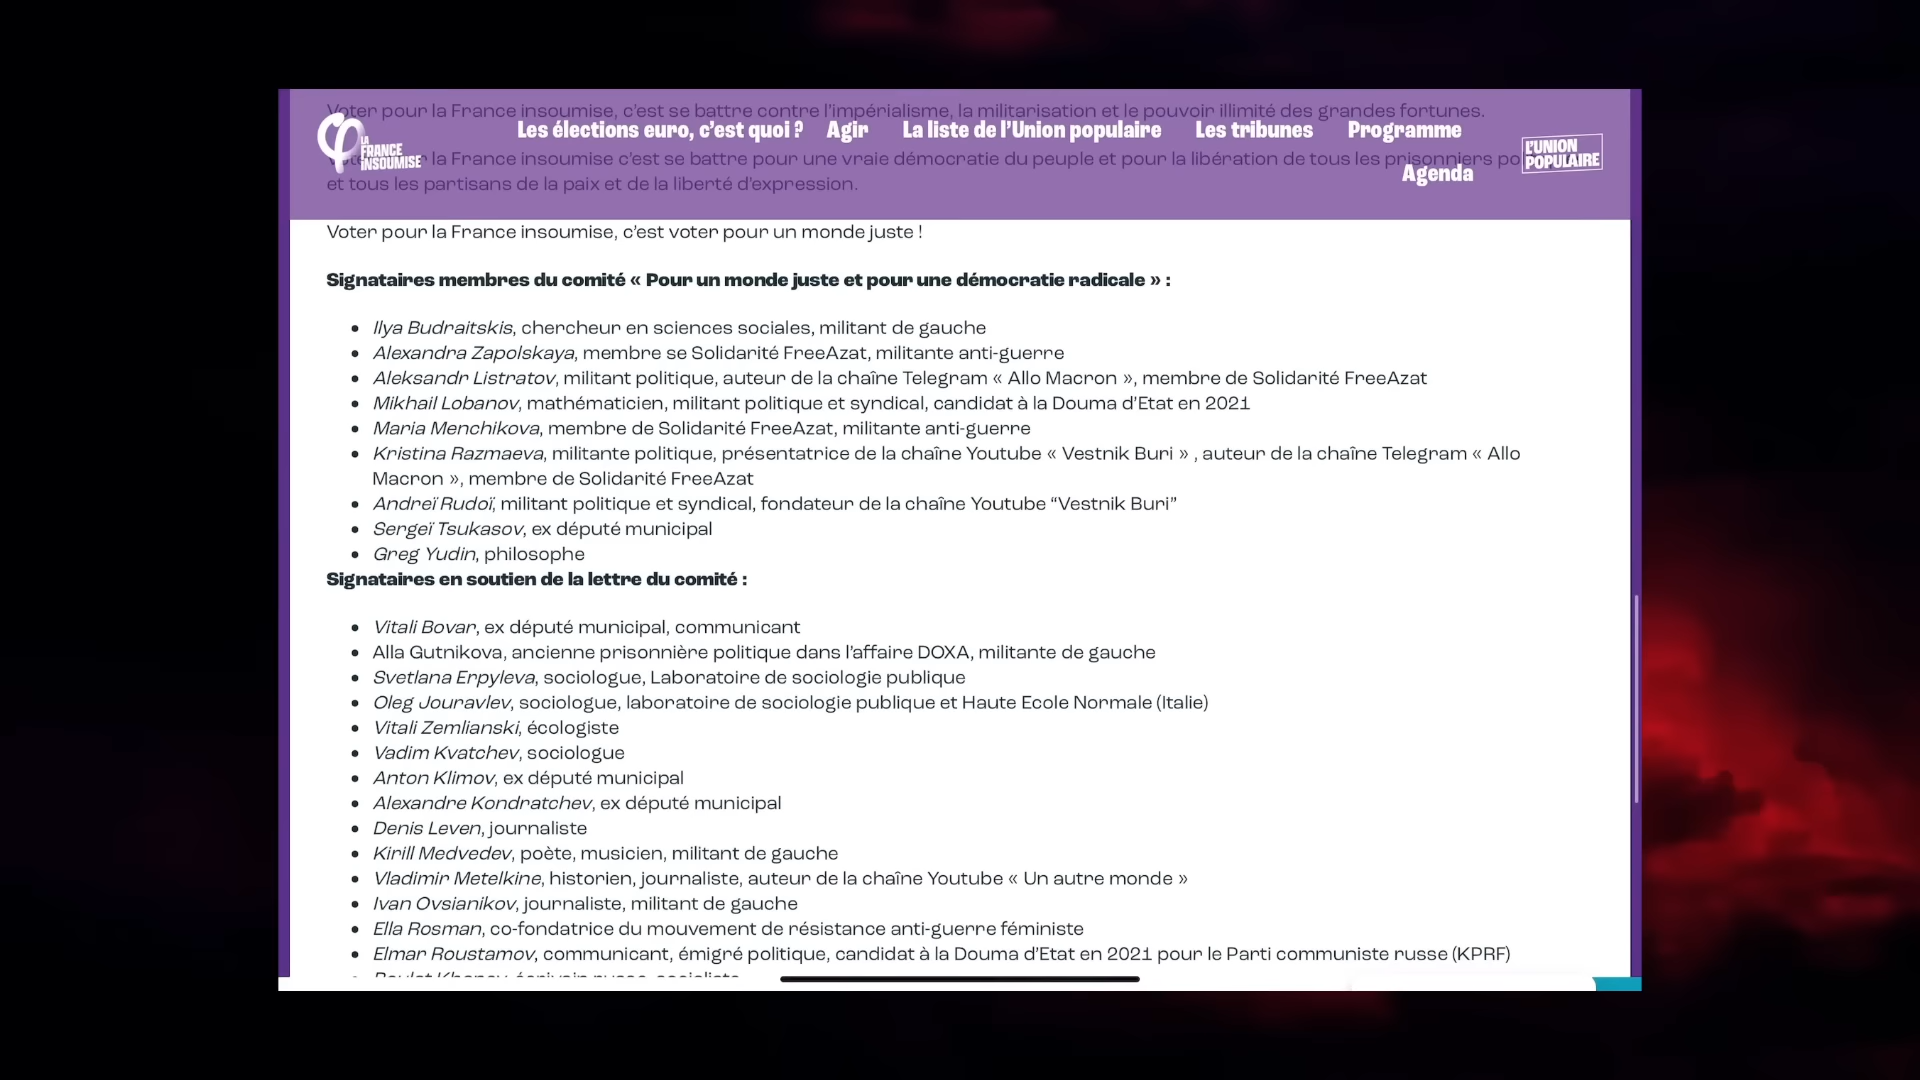 Voter pour la France insoumise, c'est se battre contre l'impérialisme, la militarisation et le pouvoir illimité des grandes fortunes.
LA FRANCE INSOUMISE
Les élections euro, c'est quoi ? Agir La liste de l'Union populaire Les tribunes Programme
Agenda
L'UNION POPULAIRE
la France insoumise c'est se battre pour une vraie démocratie du peuple et pour la libération de tous les prisonniers
et tous les partisans de la paix et de la liberté d'expression.
Voter pour la France insoumise, c'est voter pour un monde juste !
Signataires membres du comité « Pour un monde juste et pour une démocratie radicale » :
• Ilya Budraitskis, chercheur en sciences sociales, militant de gauche
• Alexandra Zapolskaya, membre se Solidarité FreeAzat, militante anti-guerre
• Aleksandr Listratov, militant politique, auteur de la chaîne Telegram « Allo Macron », membre de Solidarité FreeAzat
• Mikhail Lobanov, mathématicien, militant politique et syndical, candidat à la Douma d'Etat en 2021
• Maria Menchikova, membre de Solidarité FreeAzat, militante anti-guerre
• Kristina Razmaeva, militante politique, présentatrice de la chaîne Youtube « Vestnik Buri » , auteur de la chaîne Telegram « Allo
Macron », membre de Solidarité FreeAzat
• Andreï Rudoï, militant politique et syndical, fondateur de la chaîne Youtube “Vestnik Buri”
• Sergeï Tsukasov, ex député municipal
• Greg Yudin, philosophe
Signataires en soutien de la lettre du comité :
• Vitali Bovar, ex député municipal, communicant
• Alla Gutnikova, ancienne prisonnière politique dans l'affaire DOXA, militante de gauche
• Svetlana Erpyleva, sociologue, Laboratoire de sociologie publique
• Oleg Jouravlev, sociologue, laboratoire de sociologie publique et Haute Ecole Normale (Italie)
• Vitali Zemlianski, écologiste
• Vadim Kvatchev, sociologue
• Anton Klimov, ex député municipal
• Alexandre Kondratchev, ex député municipal
• Denis Leven, journaliste
• Kirill Medvedev, poète, musicien, militant de gauche
• Vladimir Metelkine, historien, journaliste, auteur de la chaîne Youtube « Un autre monde »
• Ivan Ovsianikov, journaliste, militant de gauche
• Ella Rosman, co-fondatrice du mouvement de résistance anti-guerre féministe
• Elmar Roustamov, communicant, émigré politique, candidat à la Douma d'Etat en 2021 pour le Parti communiste russe (KPRF)